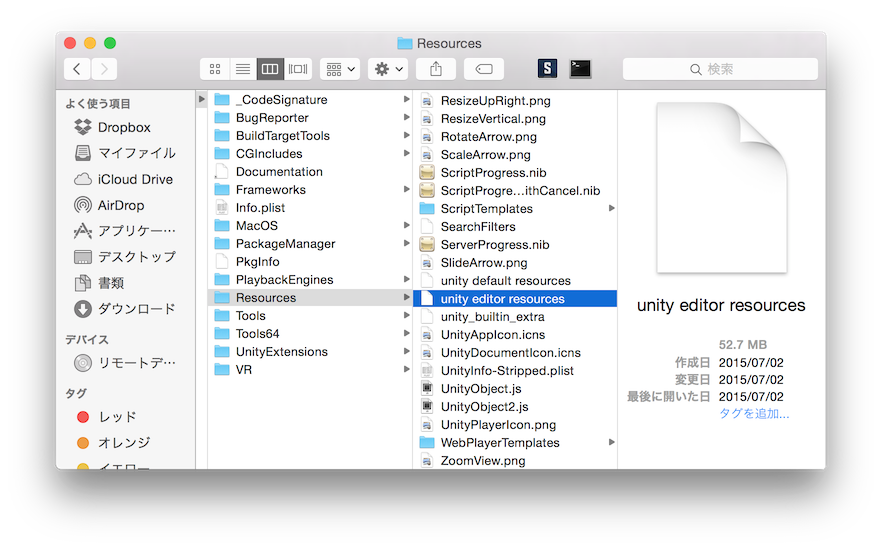 Resources
検索
よく使う項目
Dropbox
マイファイル
iCloud Drive
AirDrop
アプリケー…
デスクトップ
書類
ダウンロード
デバイス
リモートデ…
タグ
レッド
オレンジ
イエロー
_CodeSignature
BugReporter
BuildTargetTools
CGIncludes
Documentation
Frameworks
Info.plist
MacOS
PackageManager
PkgInfo
PlaybackEngines
Resources
Tools
Tools64
UnityExtensions
VR
ResizeUpRight.png
ResizeVertical.png
RotateArrow.png
ScaleArrow.png
ScriptProgress.nib
ScriptProgre…ithCancel.nib
ScriptTemplates
SearchFilters
ServerProgress.nib
SlideArrow.png
unity default resources
unity editor resources
unity_builtin_extra
UnityAppIcon.icns
UnityDocumentIcon.icns
UnityInfo-Stripped.plist
UnityObject.js
UnityObject2.js
UnityPlayerIcon.png
WebPlayerTemplates
ZoomView.png
unity editor resources
52.7 MB
作成日 2015/07/02
変更日 2015/07/02
最後に開いた日 2015/07/02
タグを追加...